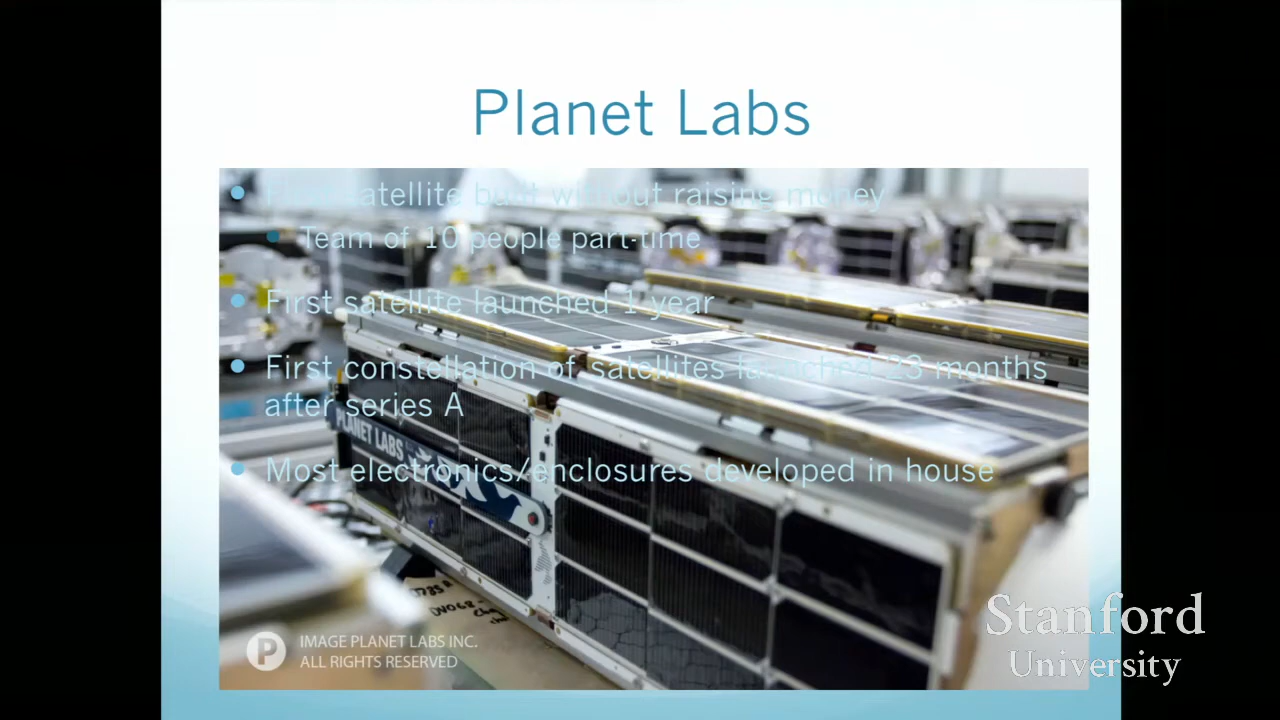 Planet Labs
First satellite built without raising money
Team of 10 people part-time
First satellite launched 1 year
First constellation of satellites launched 23 months
after series A
PLANET LABS
Most electronics/enclosures developed in house
IMAGE PLANET LABS INC.
ALL RIGHTS RESERVED
Stanford
University